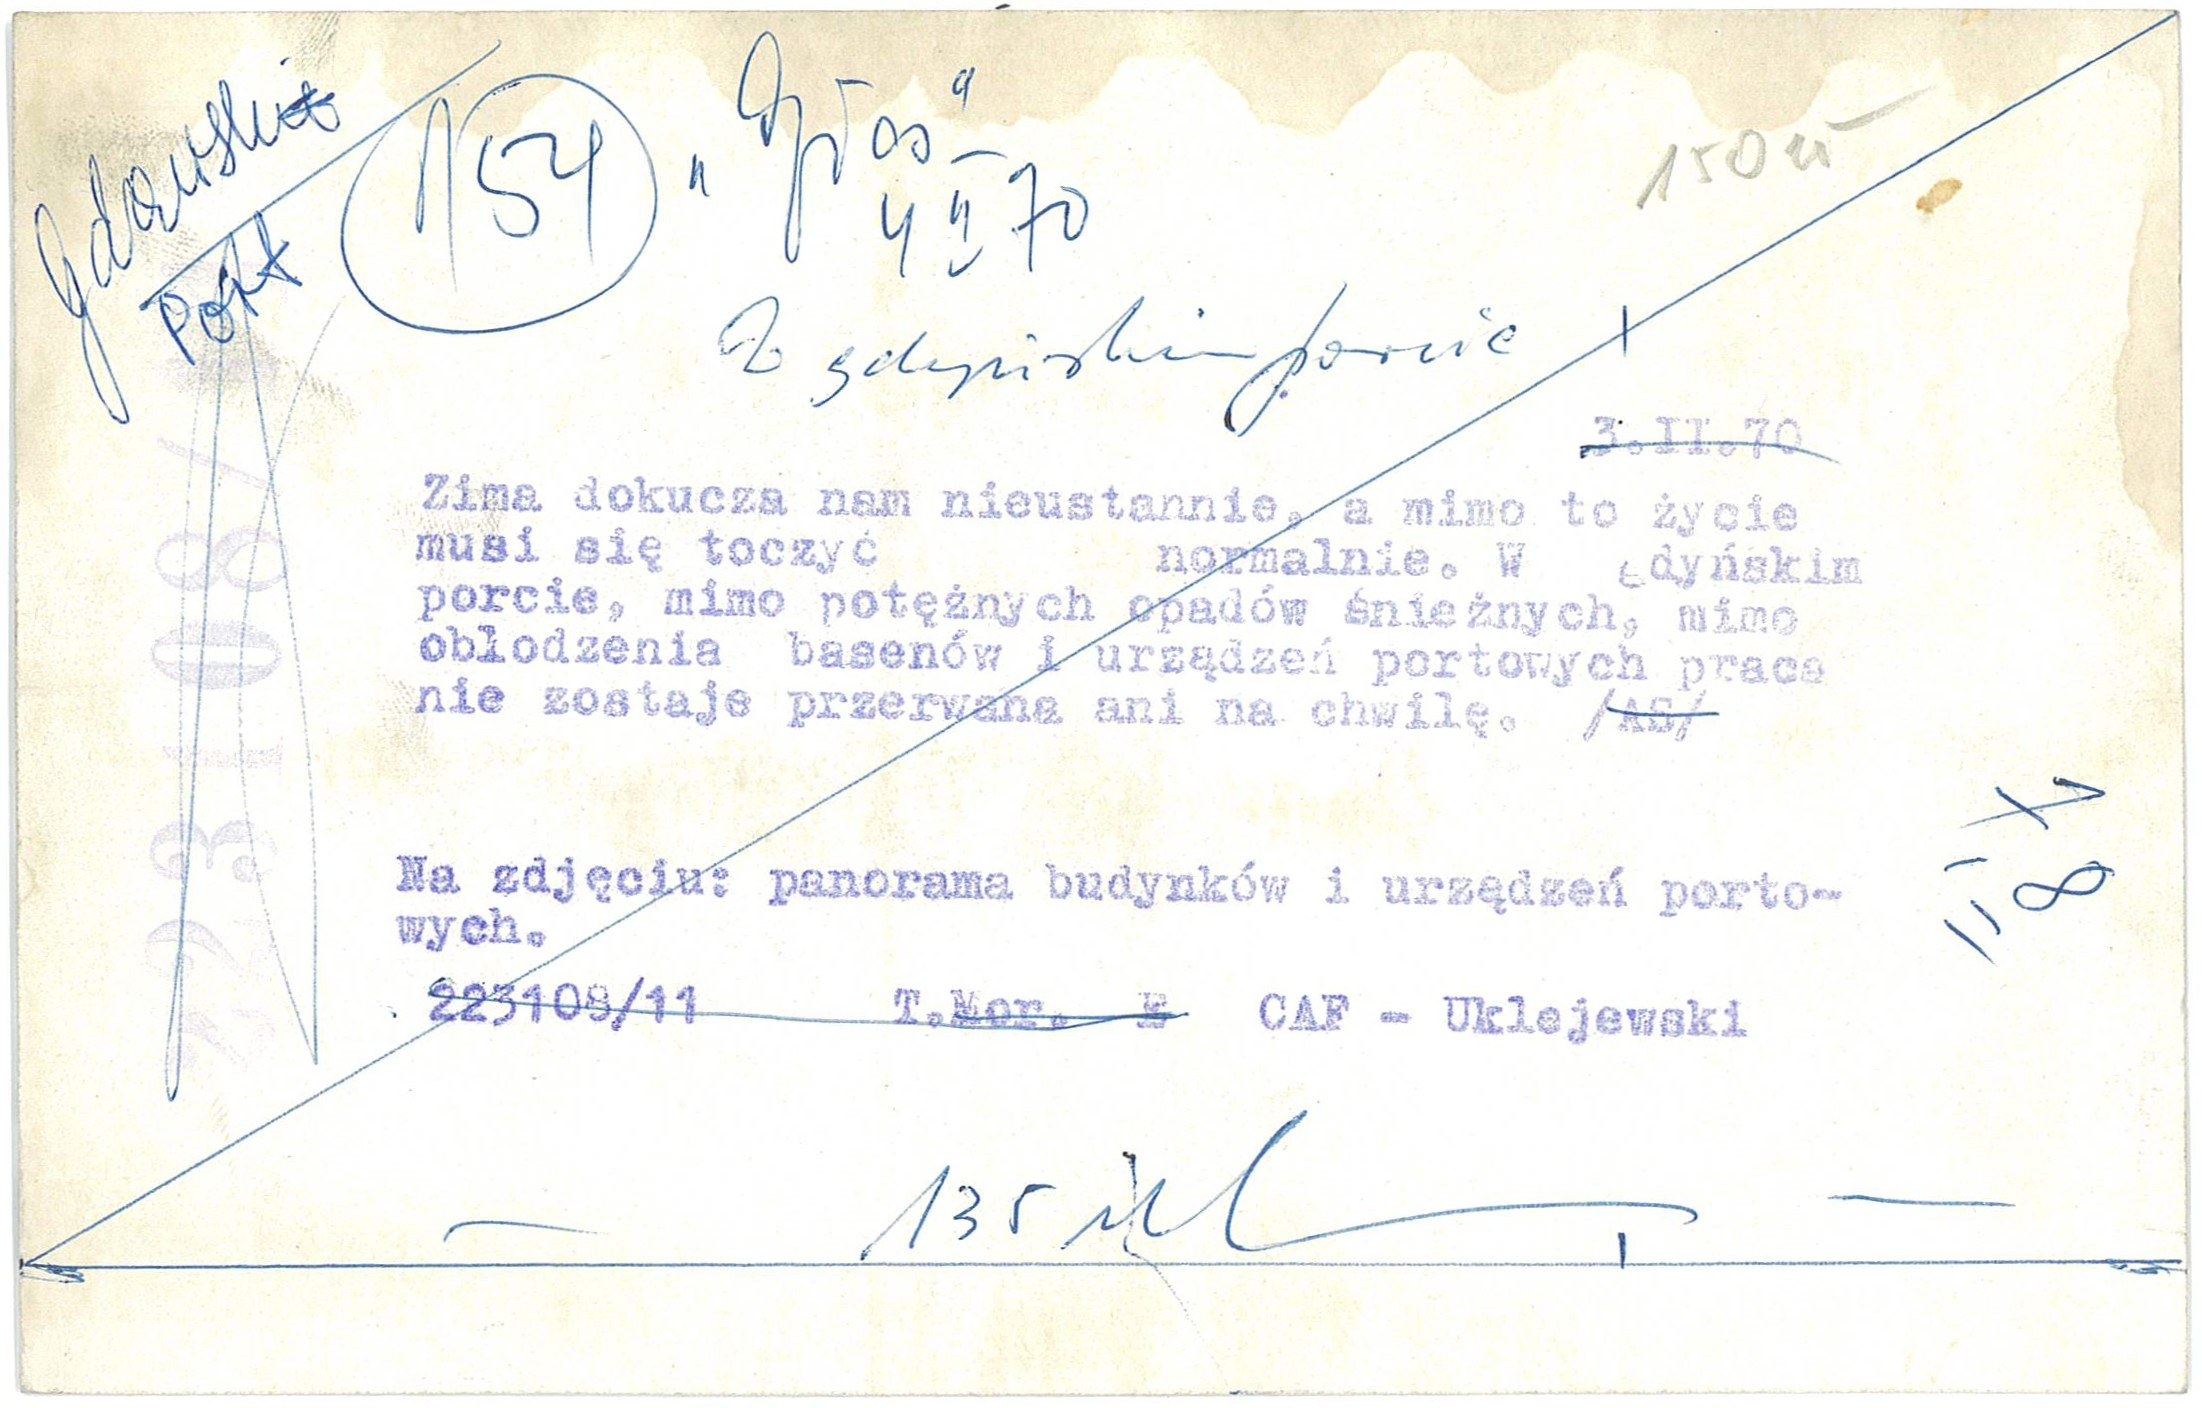 Gdański
Port
154
"Głos"
4 II 70
150 m
W gdyńskim porcie
3.II.70
Zima dokucza nam nieustannie, a mimo to życie
musi się toczyć normalnie. W gdyńskim
porcie, mimo potężnych opadów śnieżnych, mimo
oblodzenia basenów i urządzeń portowych praca
nie zostaje przerwana ani na chwilę. /AS/
Na zdjęciu: panorama budynków i urządzeń porto-
wych.
223108/11 T.Mor. E CAF - Uklejewski
135